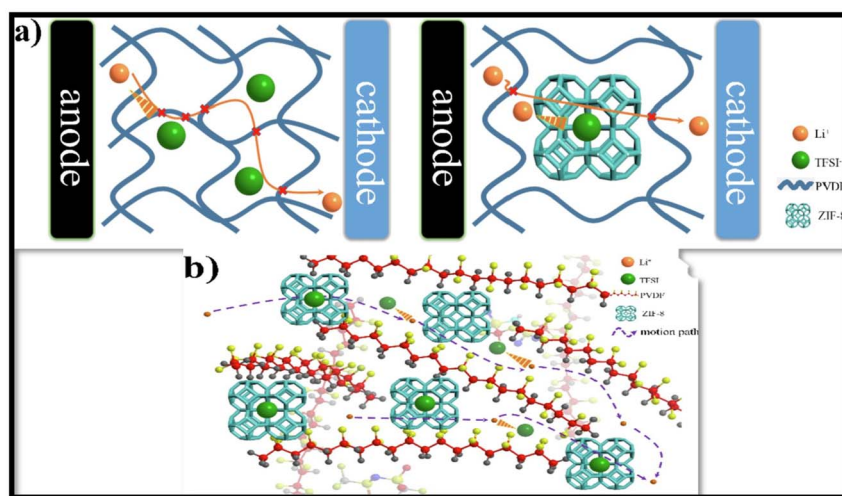 a)
anode
cathode
anode
cathode
Li⁺
TFSI⁻
PVDF
ZIF-8
b)
Li⁺
TFSI
PVDF
ZIF-8
motion path